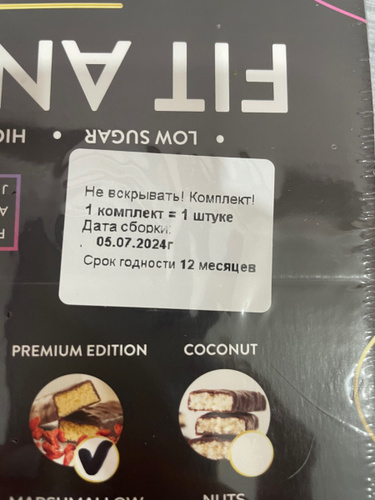 FIT AN
• LOW SUGAR • HIG
Не вскрывать! Комплект!
1 комплект = 1 штуке
Дата сборки:
. 05.07.2024г
Срок годности 12 месяцев
PREMIUM EDITION COCONUT
MARSHMALLOW NUTS